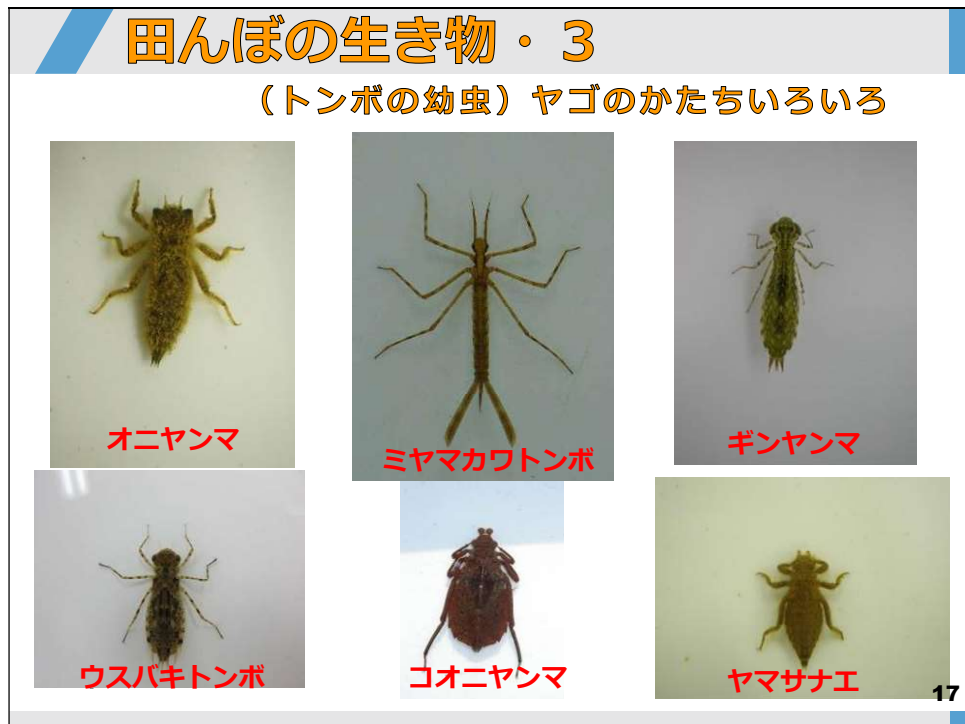 田んぼの生き物・３
（トンボの幼虫）ヤゴのかたちいろいろ
オニヤンマ
ミヤマカワトンボ
ギンヤンマ
ウスバキトンボ
コオニヤンマ
ヤマサナエ
17